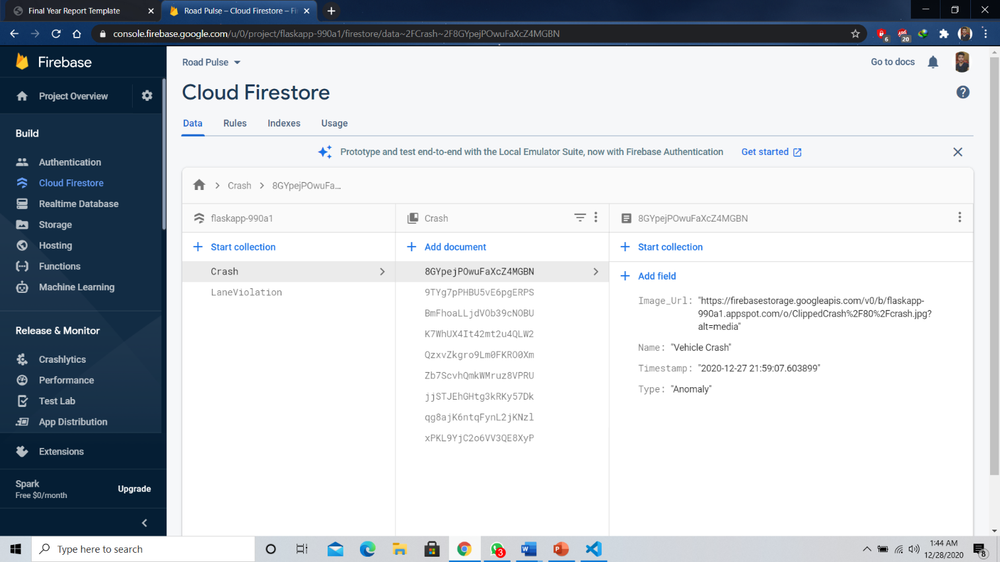 Final Year Report Template
Road Pulse – Cloud Firestore – Fi
console.firebase.google.com/u/0/project/flaskapp-990a1/firestore/data~2FCrash~2F8GYpejPOwuFaXcZ4MGBN
6
20
Firebase
Project Overview
Build
Authentication
Cloud Firestore
Realtime Database
Storage
Hosting
Functions
Machine Learning
Release & Monitor
Crashlytics
Performance
Test Lab
App Distribution
Extensions
Spark
Free $0/month
Upgrade
Road Pulse
Go to docs
Cloud Firestore
Data Rules Indexes Usage
Prototype and test end-to-end with the Local Emulator Suite, now with Firebase Authentication Get started
Crash > 8GYpejPOwuFa...
flaskapp-990a1
Start collection
Crash
LaneViolation
Crash
Add document
8GYpejPOwuFaXcZ4MGBN
9TYg7pPHBU5vE6pgERPS
BmFhoaLLjdVOb39cNOBU
K7WhUX4It42mt2u4QLW2
QzxvZkgro9Lm0FKRO0Xm
Zb7ScvhQmkWMruz8VPRU
jjSTJEhGHtg3kRKy57Dk
qg8ajK6ntqFynL2jKNzl
xPKL9YjC2o6VV3QE8XyP
8GYpejPOwuFaXcZ4MGBN
Start collection
Add field
Image_Url: "https://firebasestorage.googleapis.com/v0/b/flaskapp-
990a1.appspot.com/o/ClippedCrash%2F80%2Fcrash.jpg?
alt=media"
Name: "Vehicle Crash"
Timestamp: "2020-12-27 21:59:07.603899"
Type: "Anomaly"
Type here to search
3
1:44 AM
12/28/2020
8